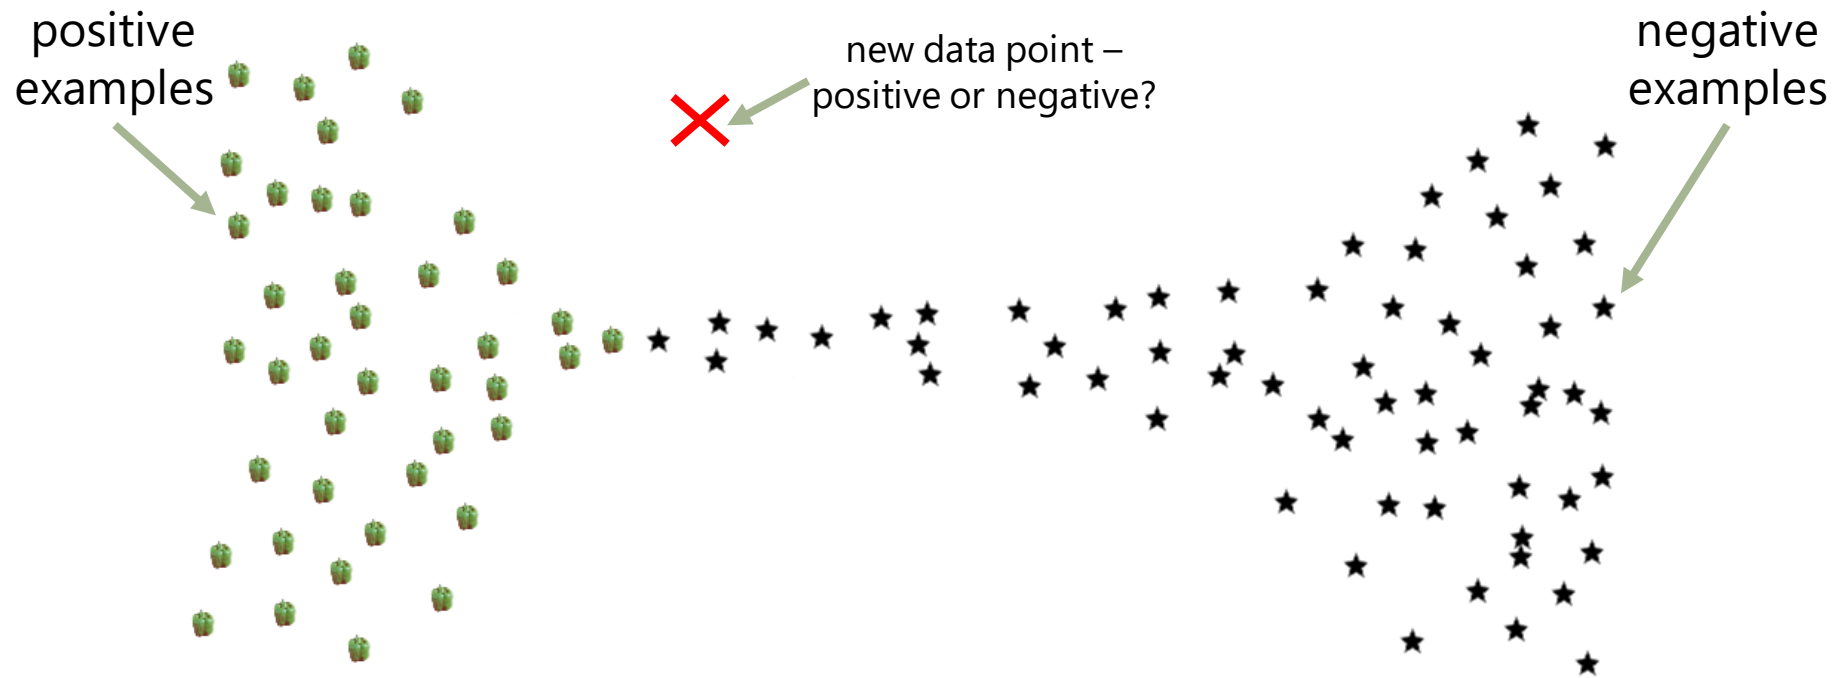 positive
examples
new data point –
positive or negative?
negative
examples